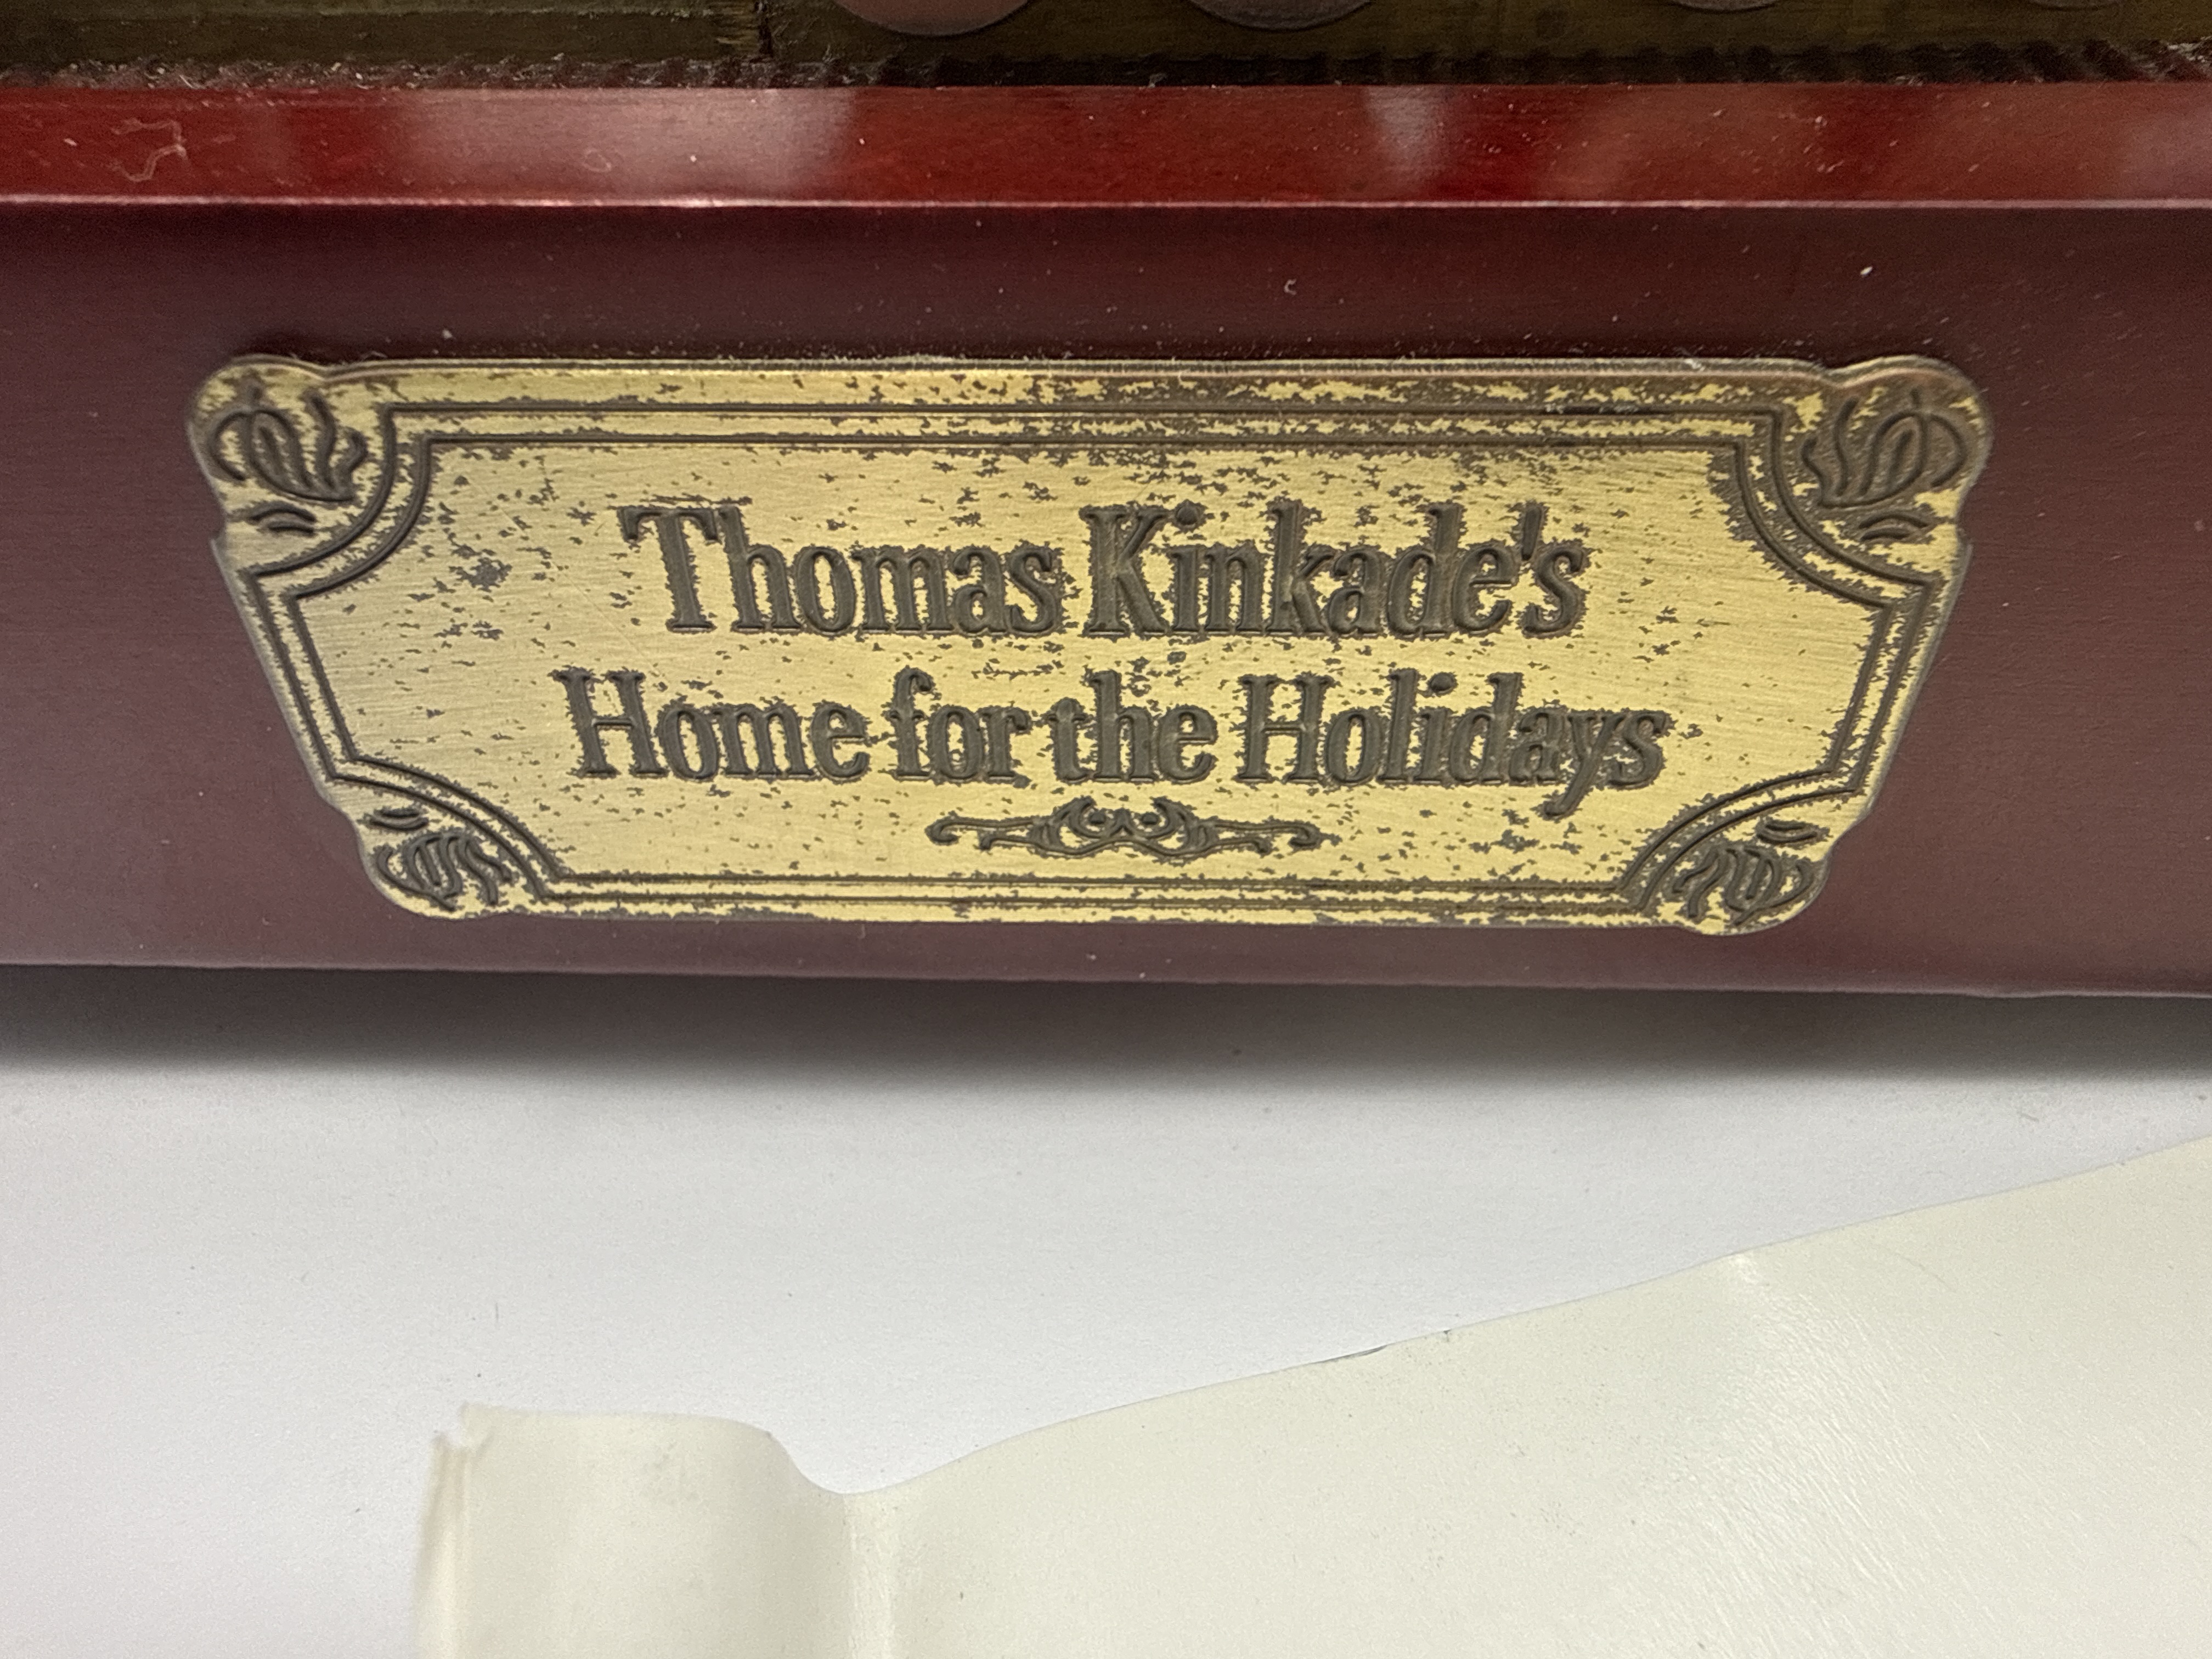 Thomas Kinkade's
Home for the Holidays